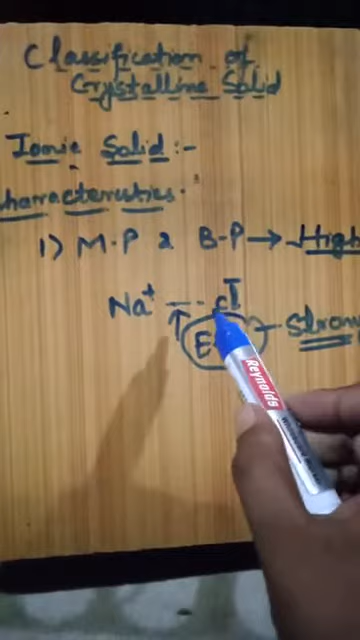 Classification of
Crystalline Solid
Ionic Solid :-
Characteristics.
1) M.P & B-P → High
Na⁺ --- Cl⁻
Strong
Reynolds